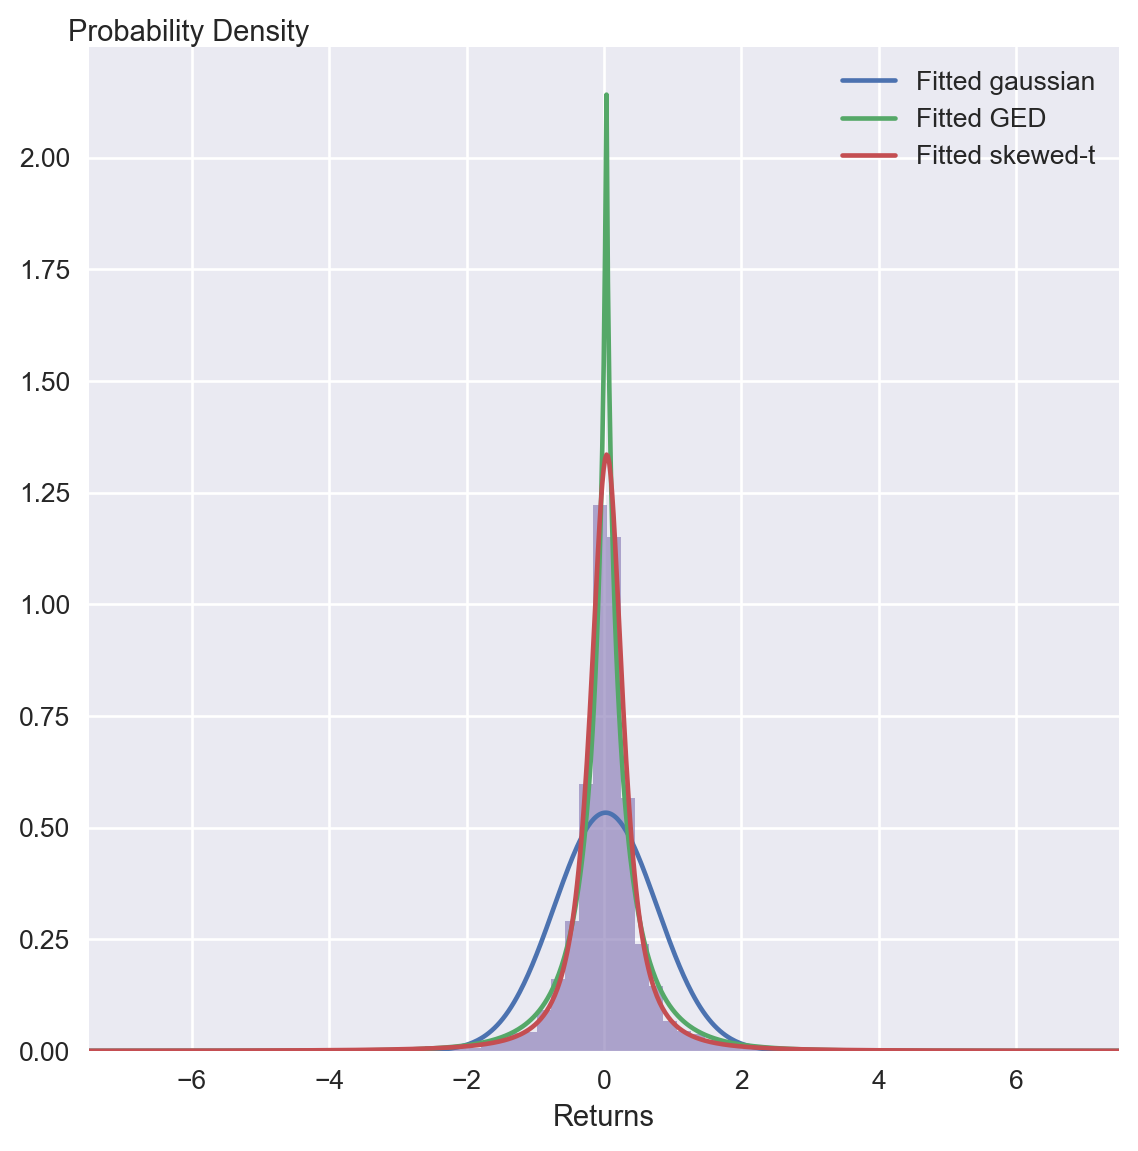 Probability Density
Fitted gaussian
Fitted GED
Fitted skewed-t
2.00
1.75
1.50
1.25
1.00
0.75
0.50
0.25
0.00
−6 −4 −2 0 2 4 6
Returns